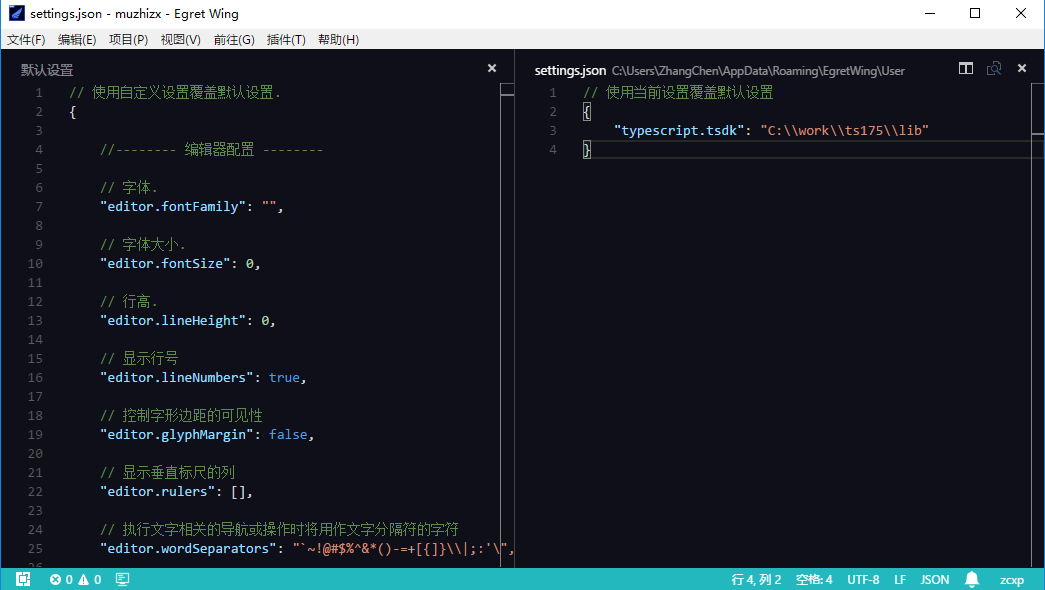 settings.json - muzhizx - Egret Wing
文件(F) 编辑(E) 项目(P) 视图(V) 前往(G) 插件(T) 帮助(H)
默认设置
1 // 使用自定义设置覆盖默认设置.
2 {
3
4 //-------- 编辑器配置 --------
5
6 // 字体.
7 "editor.fontFamily": "",
8
9 // 字体大小.
10 "editor.fontSize": 0,
11
12 // 行高.
13 "editor.lineHeight": 0,
14
15 // 显示行号
16 "editor.lineNumbers": true,
17
18 // 控制字形边距的可见性
19 "editor.glyphMargin": false,
20
21 // 显示垂直标尺的列
22 "editor.rulers": [],
23
24 // 执行文字相关的导航或操作时将用作文字分隔符的字符
25 "editor.wordSeparators": "`~!@#$%^&*()-=+[{]}\\|;:'\",
26
settings.json C:\Users\ZhangChen\AppData\Roaming\EgretWing\User
1 // 使用当前设置覆盖默认设置
2 {
3 "typescript.tsdk": "C:\\work\\ts175\\lib"
4 }
0 0 行 4, 列 2 空格: 4 UTF-8 LF JSON zcxp